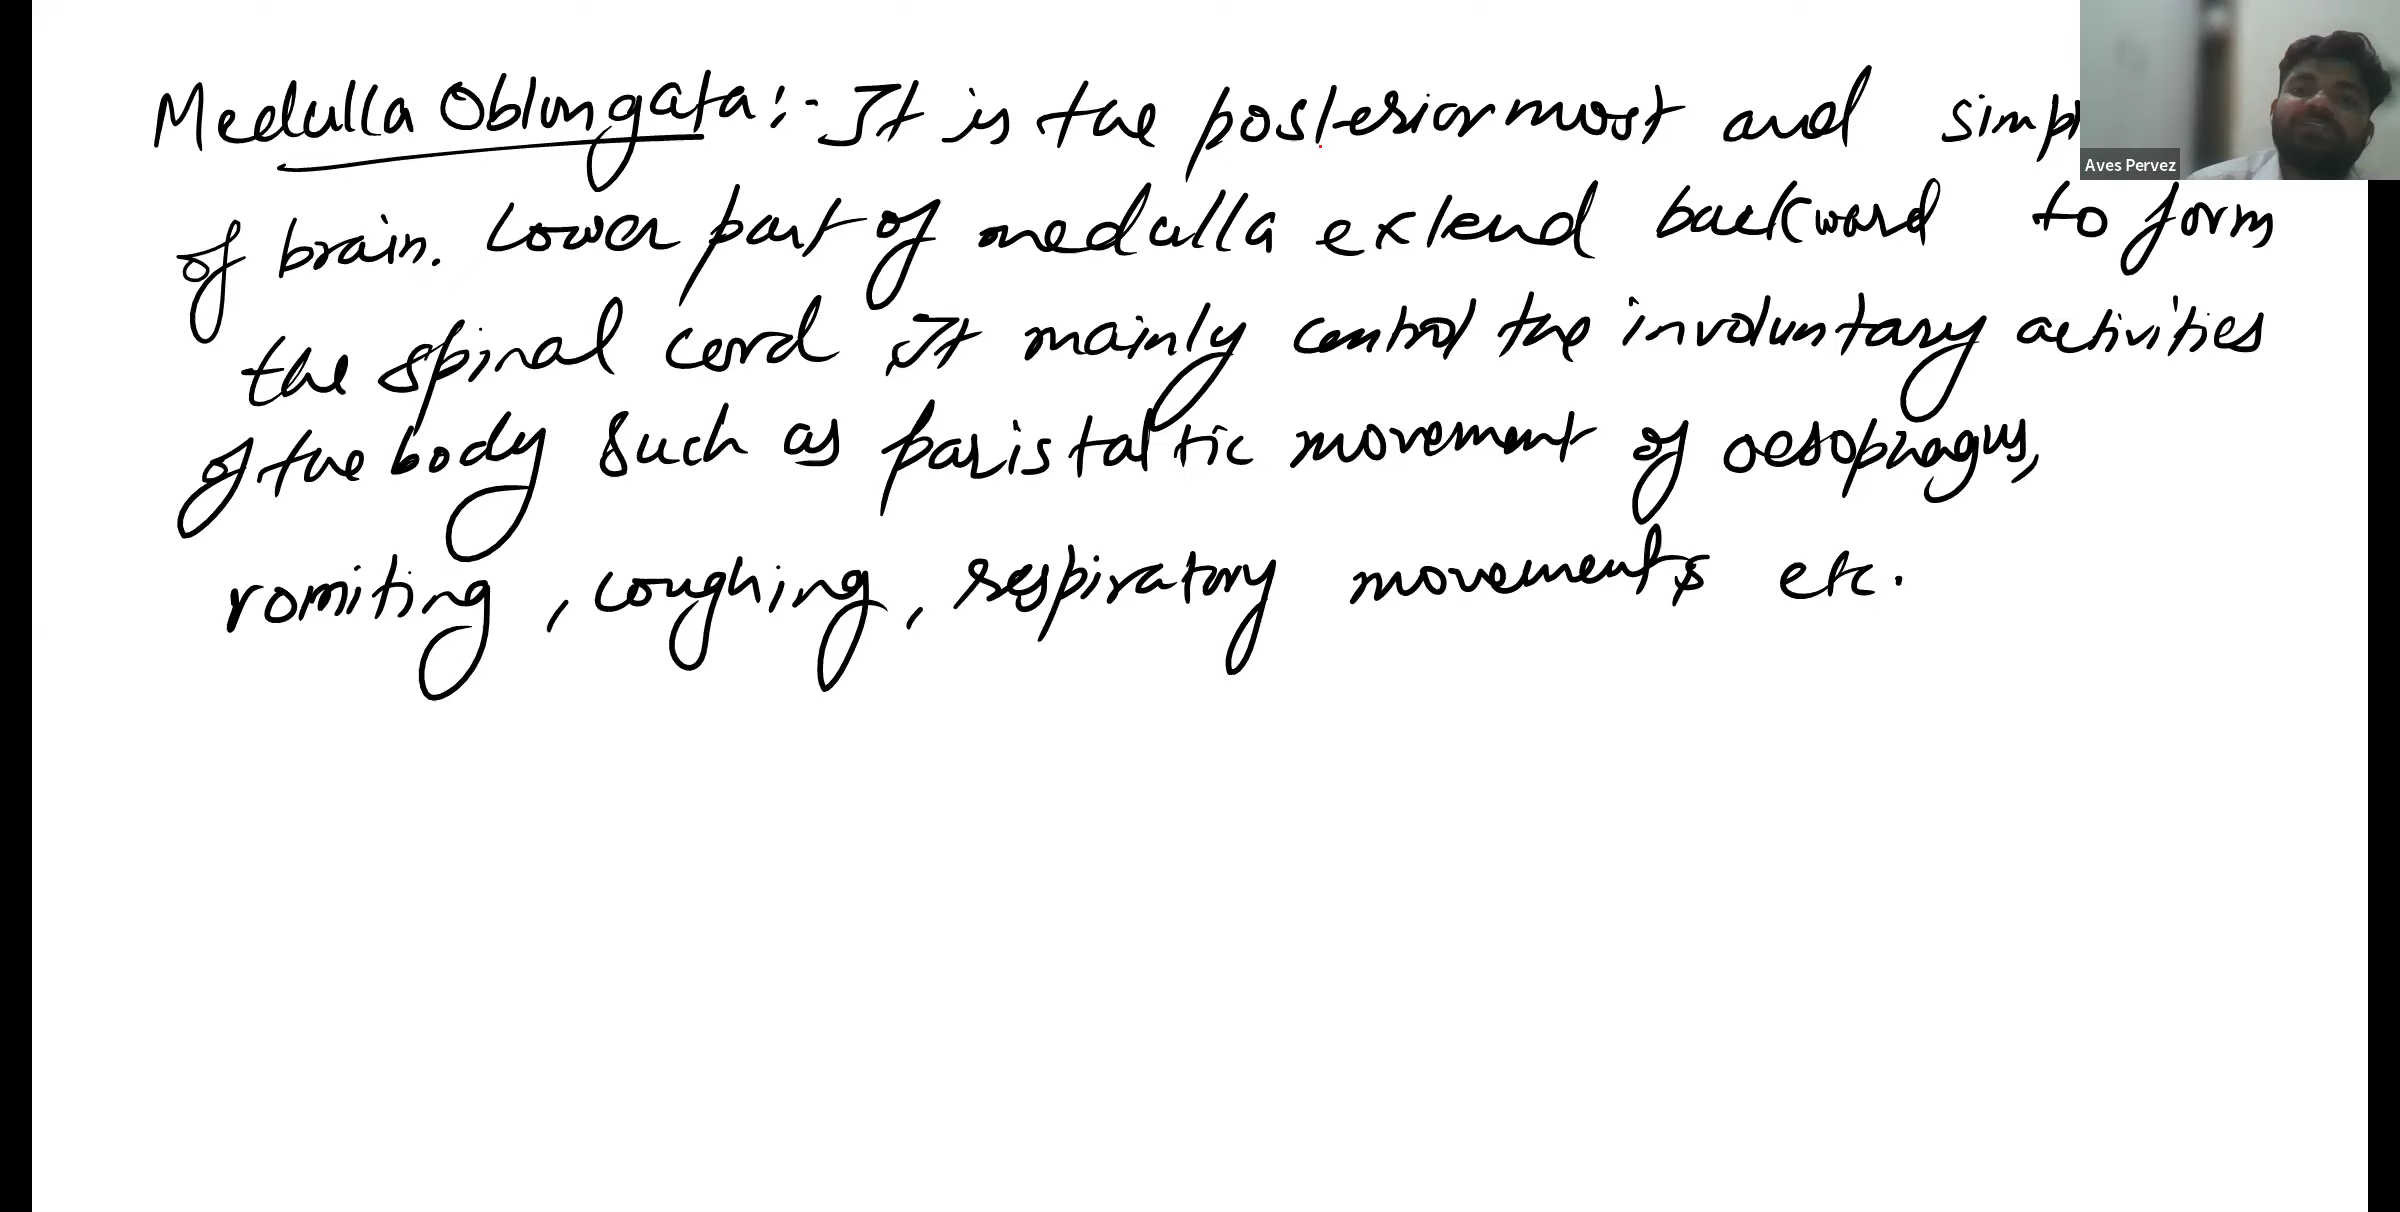 Medulla Oblongata:- It is the posteriormost and simpl
Aves Pervez
of brain. Lower part of medulla extend backward to form
the spinal cord. It mainly control the involuntary activities
of the body such as paristaltic movement of oesophagus,
vomiting, coughing, respiratory movements etc.